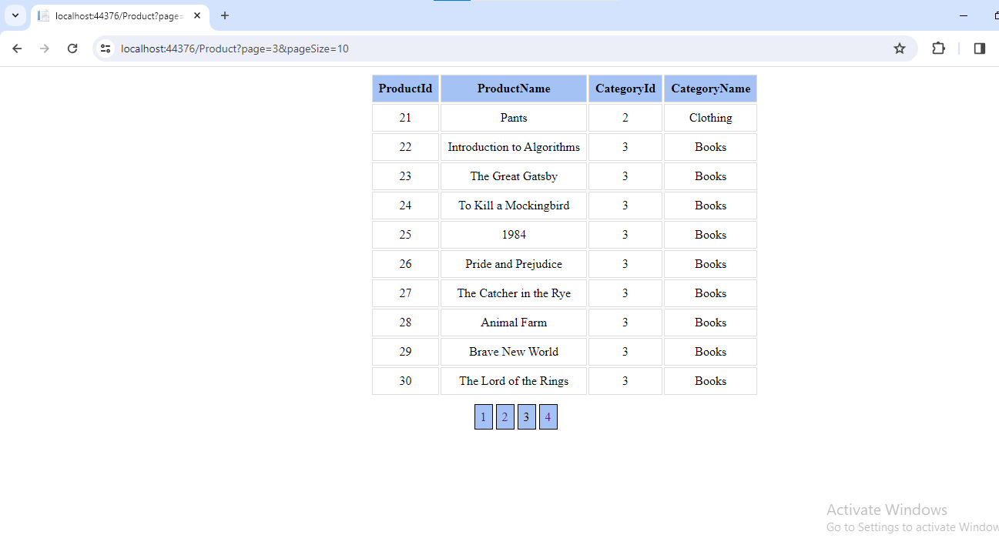 localhost:44376/Product?page=
localhost:44376/Product?page=3&pageSize=10
ProductId ProductName CategoryId CategoryName
21 Pants 2 Clothing
22 Introduction to Algorithms 3 Books
23 The Great Gatsby 3 Books
24 To Kill a Mockingbird 3 Books
25 1984 3 Books
26 Pride and Prejudice 3 Books
27 The Catcher in the Rye 3 Books
28 Animal Farm 3 Books
29 Brave New World 3 Books
30 The Lord of the Rings 3 Books
1 2 3 4
Activate Windows
Go to Settings to activate Window